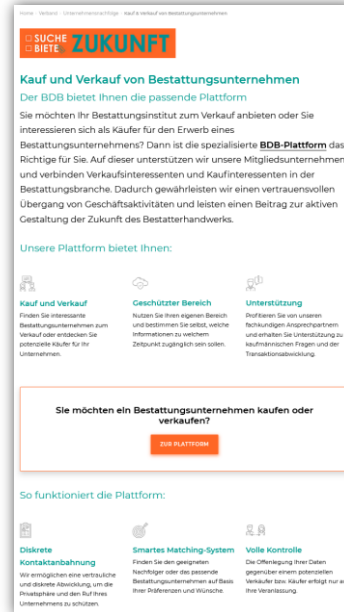 Home › Verband › Unternehmensnachfolge › Kauf & Verkauf von Bestattungsunternehmen
SUCHE
BIETE ZUKUNFT
Kauf und Verkauf von Bestattungsunternehmen
Der BDB bietet Ihnen die passende Plattform
Sie möchten Ihr Bestattungsinstitut zum Verkauf anbieten oder Sie
interessieren sich als Käufer für den Erwerb eines
Bestattungsunternehmens? Dann ist die spezialisierte BDB-Plattform das
Richtige für Sie. Auf dieser unterstützen wir unsere Mitgliedsunternehmen
und verbinden Verkaufsinteressenten und Kaufinteressenten in der
Bestattungsbranche. Dadurch gewährleisten wir einen vertrauensvollen
Übergang von Geschäftsaktivitäten und leisten einen Beitrag zur aktiven
Gestaltung der Zukunft des Bestatterhandwerks.
Unsere Plattform bietet Ihnen:
Kauf und Verkauf
Finden Sie interessante
Bestattungsunternehmen zum
Verkauf oder entdecken Sie
potenzielle Käufer für Ihr
Unternehmen.
Geschützter Bereich
Nutzen Sie Ihren eigenen Bereich
und bestimmen Sie selbst, welche
Informationen zu welchem
Zeitpunkt zugänglich sein sollen.
Unterstützung
Profitieren Sie von unseren
fachkundigen Ansprechpartnern
und erhalten Sie Unterstützung zu
kaufmännischen Fragen und der
Transaktionsabwicklung.
Sie möchten ein Bestattungsunternehmen kaufen oder
verkaufen?
ZUR PLATTFORM
So funktioniert die Plattform:
Diskrete
Kontaktanbahnung
Wir ermöglichen eine vertrauliche
und diskrete Abwicklung, um die
Privatsphäre und den Ruf Ihres
Unternehmens zu schützen.
Smartes Matching-System
Finden Sie den geeigneten
Nachfolger oder das passende
Bestattungsunternehmen auf Basis
Ihrer Präferenzen und Wünsche.
Volle Kontrolle
Die Offenlegung Ihrer Daten
gegenüber einem potenziellen
Verkäufer bzw. Käufer erfolgt nur
Ihre Veranlassung.